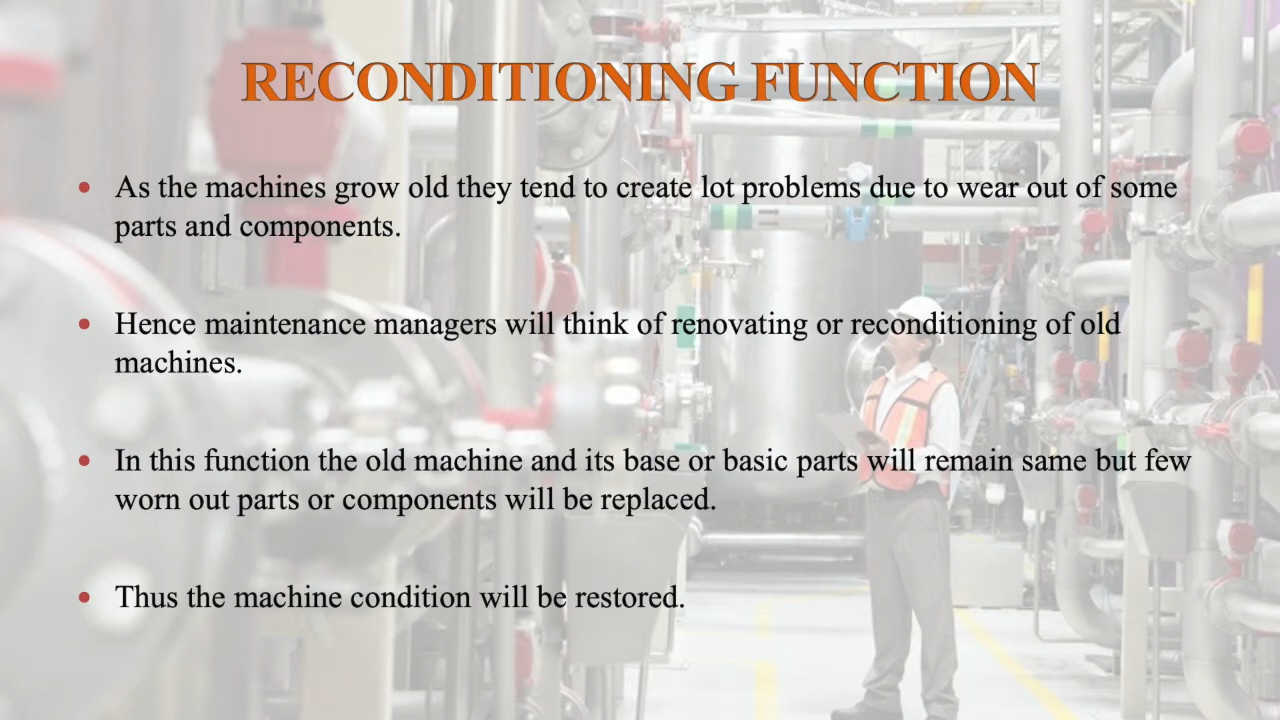 RECONDITIONING FUNCTION
• As the machines grow old they tend to create lot problems due to wear out of some
parts and components.
• Hence maintenance managers will think of renovating or reconditioning of old
machines.
• In this function the old machine and its base or basic parts will remain same but few
worn out parts or components will be replaced.
• Thus the machine condition will be restored.